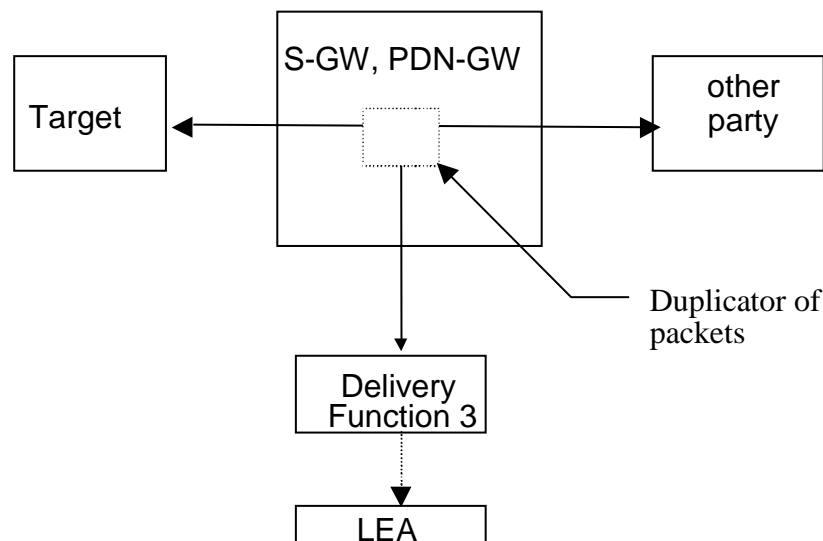 S-GW, PDN-GW
Target
other
party
Duplicator of
packets
Delivery
Function 3
LEA